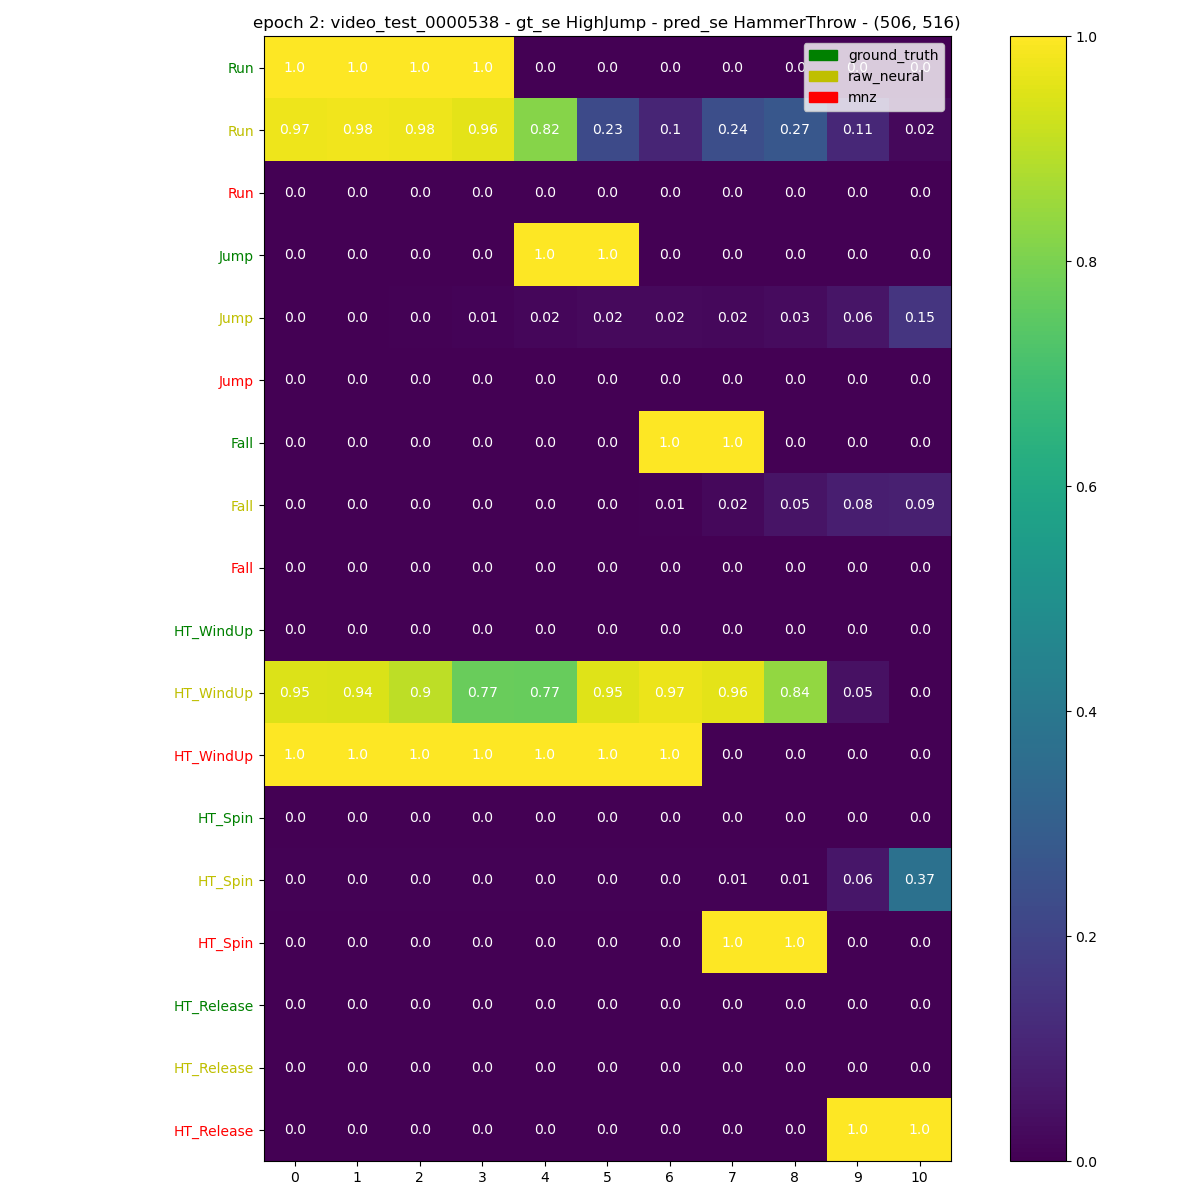 epoch 2: video_test_0000538 - gt_se HighJump - pred_se HammerThrow - (506, 516)
ground_truth
raw_neural
mnz
Run 1.0 1.0 1.0 1.0 0.0 0.0 0.0 0.0 0.0
Run 0.97 0.98 0.98 0.96 0.82 0.23 0.1 0.24 0.27 0.11 0.02
Run 0.0 0.0 0.0 0.0 0.0 0.0 0.0 0.0 0.0 0.0 0.0
Jump 0.0 0.0 0.0 0.0 1.0 1.0 0.0 0.0 0.0 0.0 0.0
Jump 0.0 0.0 0.0 0.01 0.02 0.02 0.02 0.02 0.03 0.06 0.15
Jump 0.0 0.0 0.0 0.0 0.0 0.0 0.0 0.0 0.0 0.0 0.0
Fall 0.0 0.0 0.0 0.0 0.0 0.0 1.0 1.0 0.0 0.0 0.0
Fall 0.0 0.0 0.0 0.0 0.0 0.0 0.01 0.02 0.05 0.08 0.09
Fall 0.0 0.0 0.0 0.0 0.0 0.0 0.0 0.0 0.0 0.0 0.0
HT_WindUp 0.0 0.0 0.0 0.0 0.0 0.0 0.0 0.0 0.0 0.0 0.0
HT_WindUp 0.95 0.94 0.9 0.77 0.77 0.95 0.97 0.96 0.84 0.05 0.0
HT_WindUp 1.0 1.0 1.0 1.0 1.0 1.0 1.0 0.0 0.0 0.0 0.0
HT_Spin 0.0 0.0 0.0 0.0 0.0 0.0 0.0 0.0 0.0 0.0 0.0
HT_Spin 0.0 0.0 0.0 0.0 0.0 0.0 0.0 0.01 0.01 0.06 0.37
HT_Spin 0.0 0.0 0.0 0.0 0.0 0.0 0.0 1.0 1.0 0.0 0.0
HT_Release 0.0 0.0 0.0 0.0 0.0 0.0 0.0 0.0 0.0 0.0 0.0
HT_Release 0.0 0.0 0.0 0.0 0.0 0.0 0.0 0.0 0.0 0.0 0.0
HT_Release 0.0 0.0 0.0 0.0 0.0 0.0 0.0 0.0 0.0 1.0 1.0
0 1 2 3 4 5 6 7 8 9 10
1.0
0.8
0.6
0.4
0.2
0.0